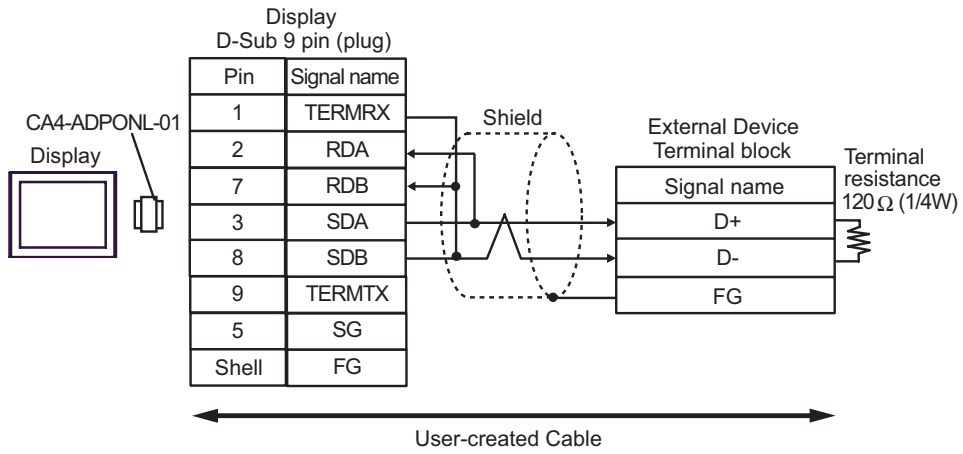 Display
D-Sub 9 pin (plug)
Pin Signal name
1 TERMRX
2 RDA
7 RDB
3 SDA
8 SDB
9 TERMTX
5 SG
Shell FG
CA4-ADPONL-01
Display
Shield
External Device
Terminal block
Signal name
D+
D-
FG
Terminal
resistance
120Ω (1/4W)
User-created Cable